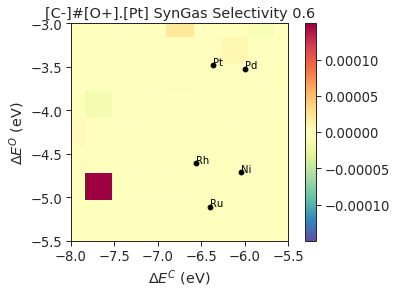 [C-]#[O+].[Pt] SynGas Selectivity 0.6
−3.0
−3.5
−4.0
−4.5
−5.0
−5.5
ΔE^O (eV)
Pt
Pd
Rh
Ni
Ru
−8.0 −7.5 −7.0 −6.5 −6.0 −5.5
ΔE^C (eV)
0.00010
0.00005
0.00000
−0.00005
−0.00010